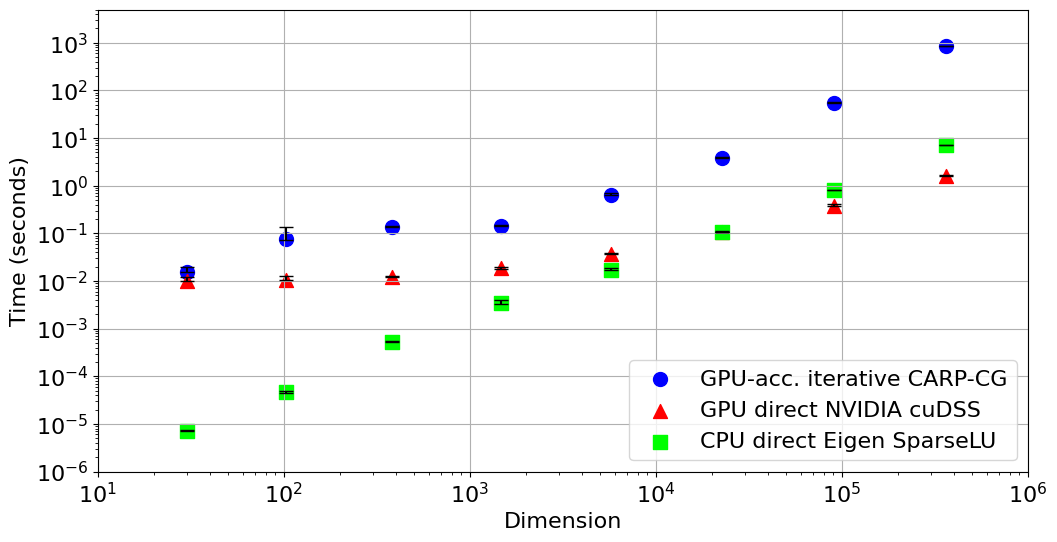 10^3
10^2
10^1
10^0
10^-1
10^-2
10^-3
10^-4
10^-5
10^-6
Time (seconds)
GPU-acc. iterative CARP-CG
GPU direct NVIDIA cuDSS
CPU direct Eigen SparseLU
10^1 10^2 10^3 10^4 10^5 10^6
Dimension